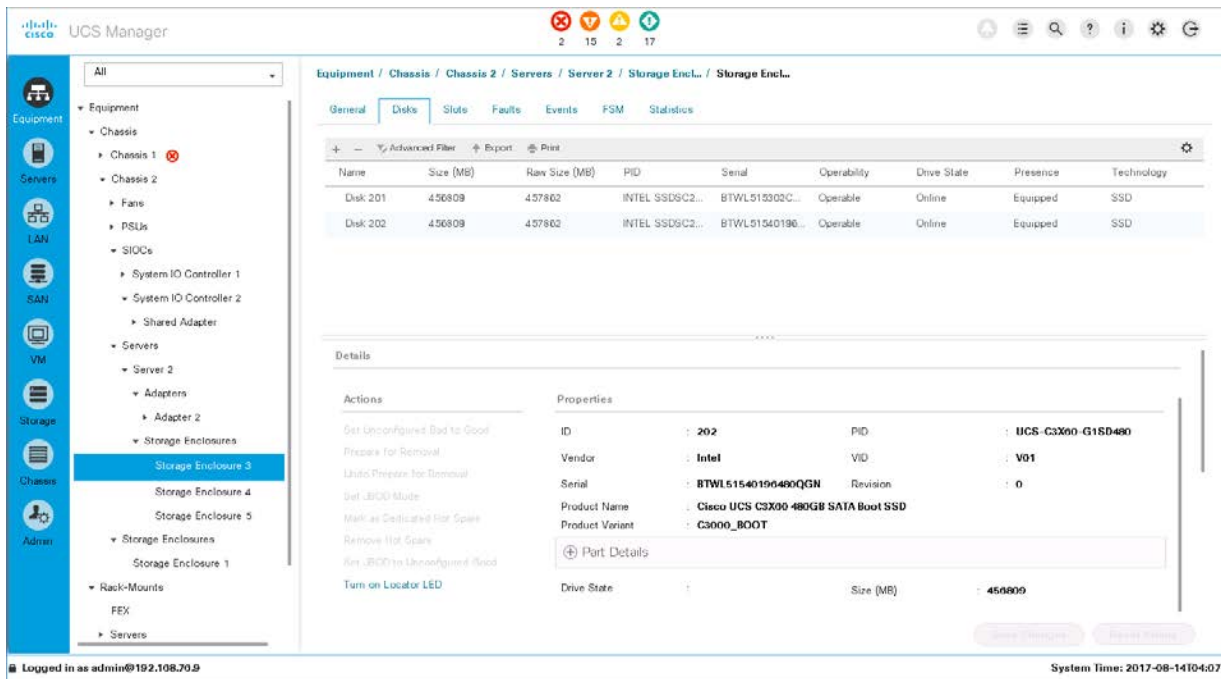 cisco UCS Manager
2 15 2 17
All
Equipment
Servers
LAN
SAN
VM
Storage
Chassis
Admin
Equipment
Chassis
Chassis 1
Chassis 2
Fans
PSUs
SIOCs
System IO Controller 1
System IO Controller 2
Shared Adapter
Servers
Server 2
Adapters
Adapter 2
Storage Enclosures
Storage Enclosure 3
Storage Enclosure 4
Storage Enclosure 5
Storage Enclosures
Storage Enclosure 1
Rack-Mounts
FEX
Servers
Equipment / Chassis / Chassis 2 / Servers / Server 2 / Storage Encl... / Storage Encl...
General Disks Slots Faults Events FSM Statistics
+ – Advanced Filter Export Print
Name Size (MB) Raw Size (MB) PID Serial Operability Drive State Presence Technology
Disk 201 456809 457862 INTEL SSDSC2... BTWL515302C... Operable Online Equipped SSD
Disk 202 456809 457862 INTEL SSDSC2... BTWL51540196... Operable Online Equipped SSD
Details
Actions
Set Unconfigured Bad to Good
Prepare for Removal
Undo Prepare for Removal
Set JBOD Mode
Mark as Dedicated Hot Spare
Remove Hot Spare
Set JBOD to Unconfigured Good
Turn on Locator LED
Properties
ID : 202 PID : UCS-C3X60-G1SD480
Vendor : Intel VID : V01
Serial : BTWL51540196480QGN Revision : 0
Product Name : Cisco UCS C3X60 480GB SATA Boot SSD
Product Variant : C3000_BOOT
Part Details
Drive State : Size (MB) : 456809
Save Changes Reset Values
Logged in as admin@192.168.76.9
System Time: 2017-08-14T04:07